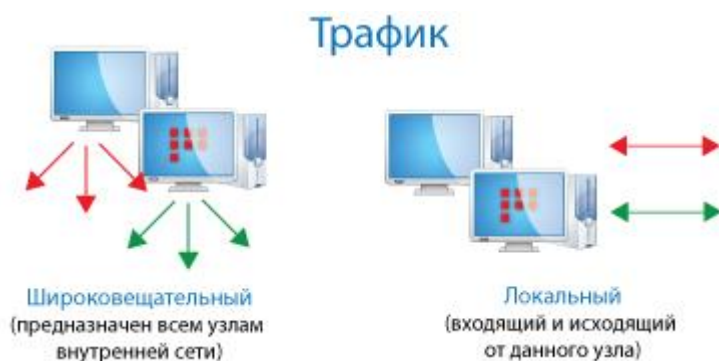 Трафик
Широковещательный
(предназначен всем узлам
внутренней сети)
Локальный
(входящий и исходящий
от данного узла)